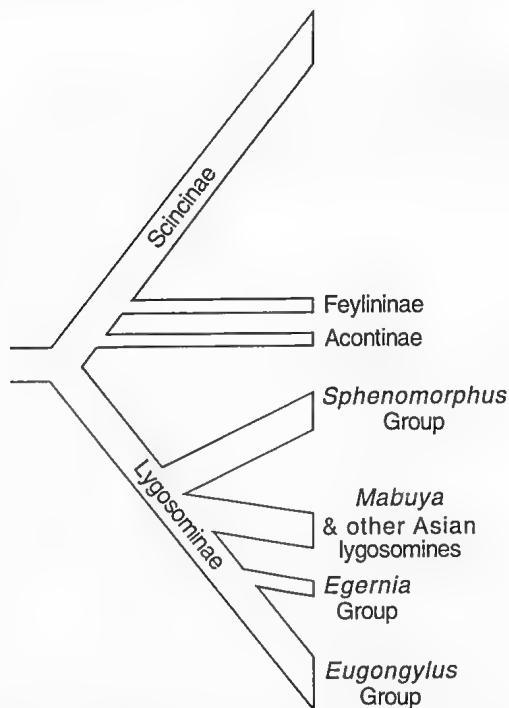 Scincinae
Feylininae
Acontinae
Sphenomorphus
Group
Lygosominae
Mabuya
& other Asian
lygosomines
Egernia
Group
Eugongylus
Group